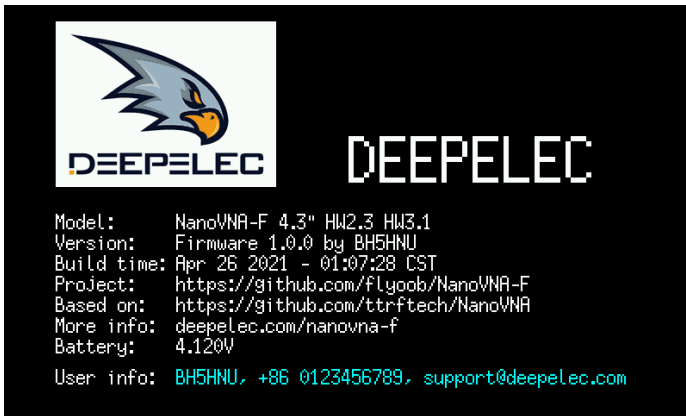 DEEPELEC
DEEPELEC
Model: NanoVNA-F 4.3" HW2.3 HW3.1
Version: Firmware 1.0.0 by BH5HNU
Build time: Apr 26 2021 - 01:07:28 CST
Project: https://github.com/flyoob/NanoVNA-F
Based on: https://github.com/ttrftech/NanoVNA
More info: deepelec.com/nanovna-f
Battery: 4.120V
User info: BH5HNU, +86 0123456789, support@deepelec.com